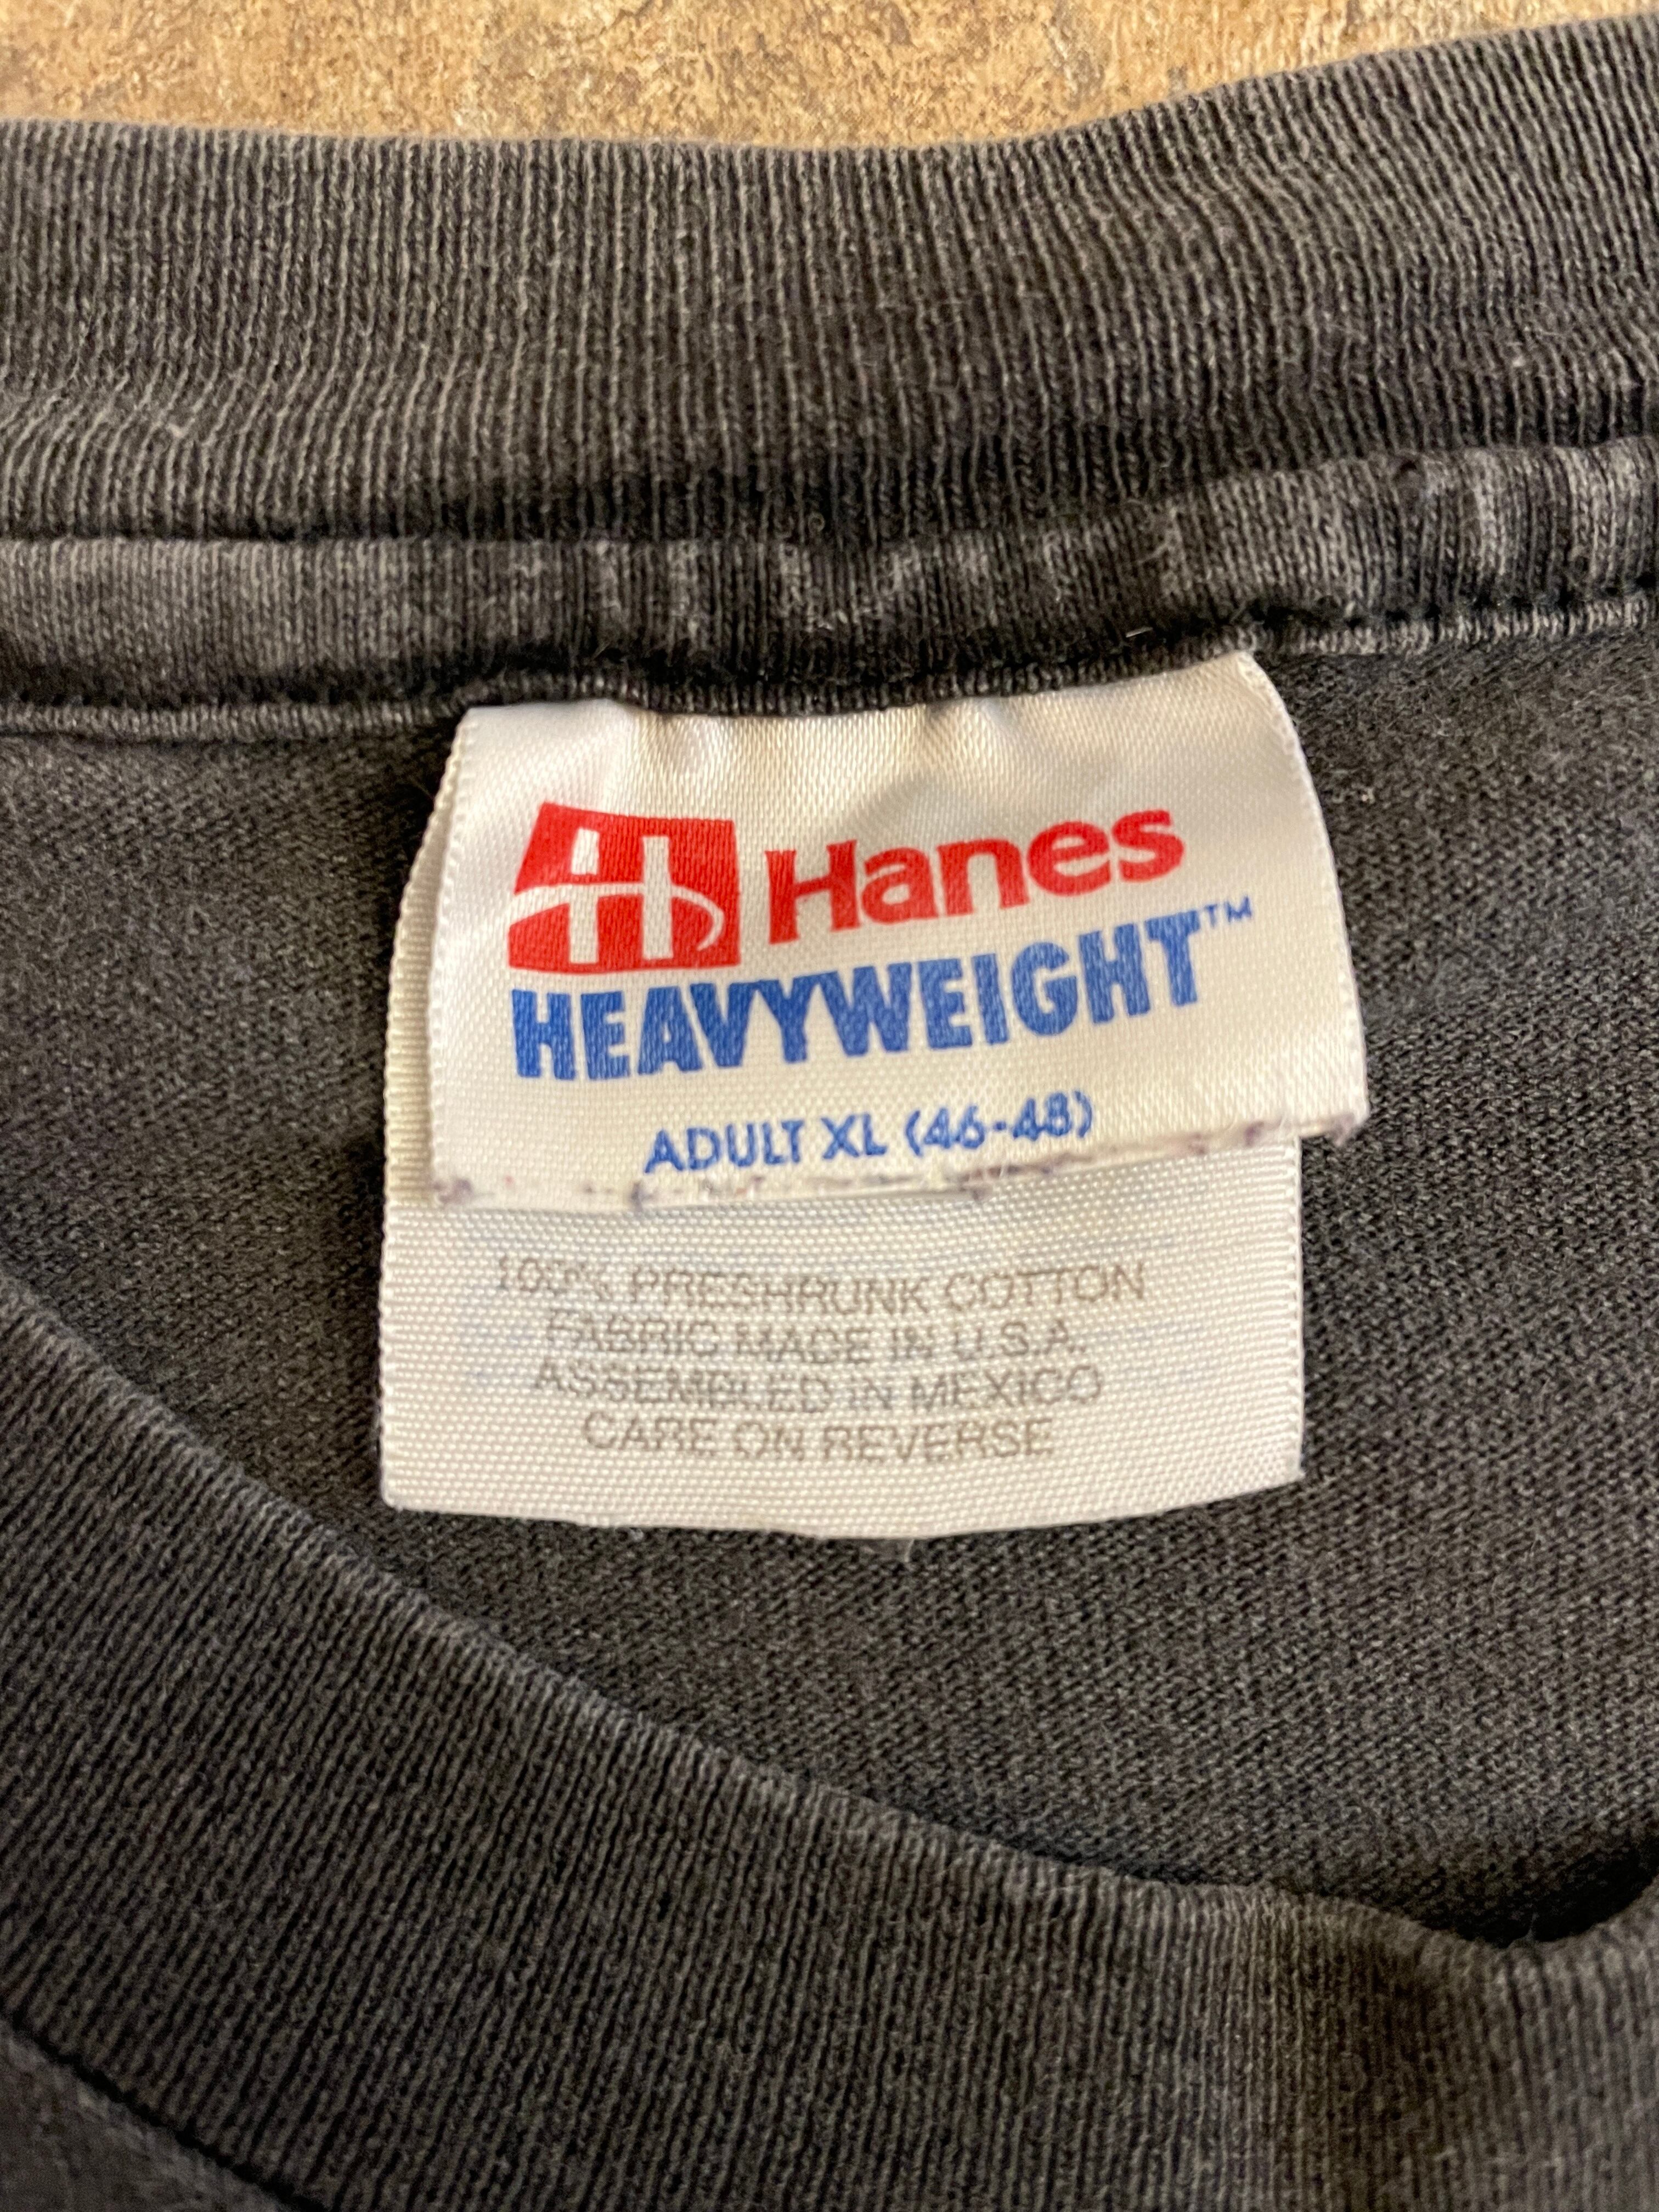 H Hanes
HEAVYWEIGHT™
ADULT XL (46-48)
100% PRESHRUNK COTTON
FABRIC MADE IN U.S.A.
ASSEMBLED IN MEXICO
CARE ON REVERSE